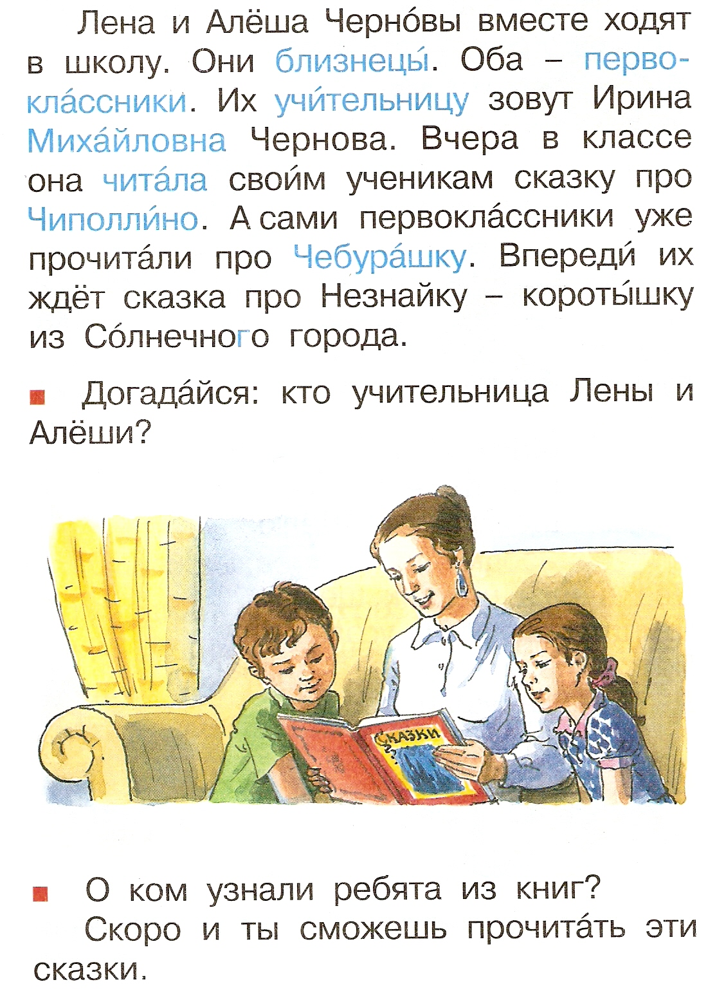 Лена и Алёша Черно́вы вместе ходят
в школу. Они близнецы́. Оба – перво-
кла́ссники. Их учи́тельницу зовут Ирина
Миха́йловна Чернова. Вчера в классе
она чита́ла свои́м ученикам сказку про
Чиполли́но. А сами первокла́ссники уже
прочита́ли про Чебура́шку. Впереди́ их
ждёт сказка про Незнайку – короты́шку
из Со́лнечного города.
Догада́йся: кто учительница Лены и
Алёши?
СКАЗКИ
О ком узнали ребята из книг?
Скоро и ты сможешь прочита́ть эти
сказки.